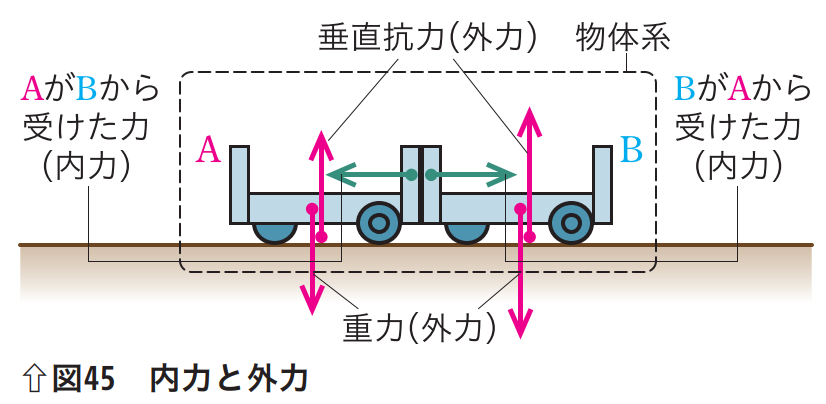 垂直抗力(外力)
物体系
AがBから
受けた力
(内力)
BがAから
受けた力
(内力)
A
B
重力(外力)
⇧図45 内力と外力